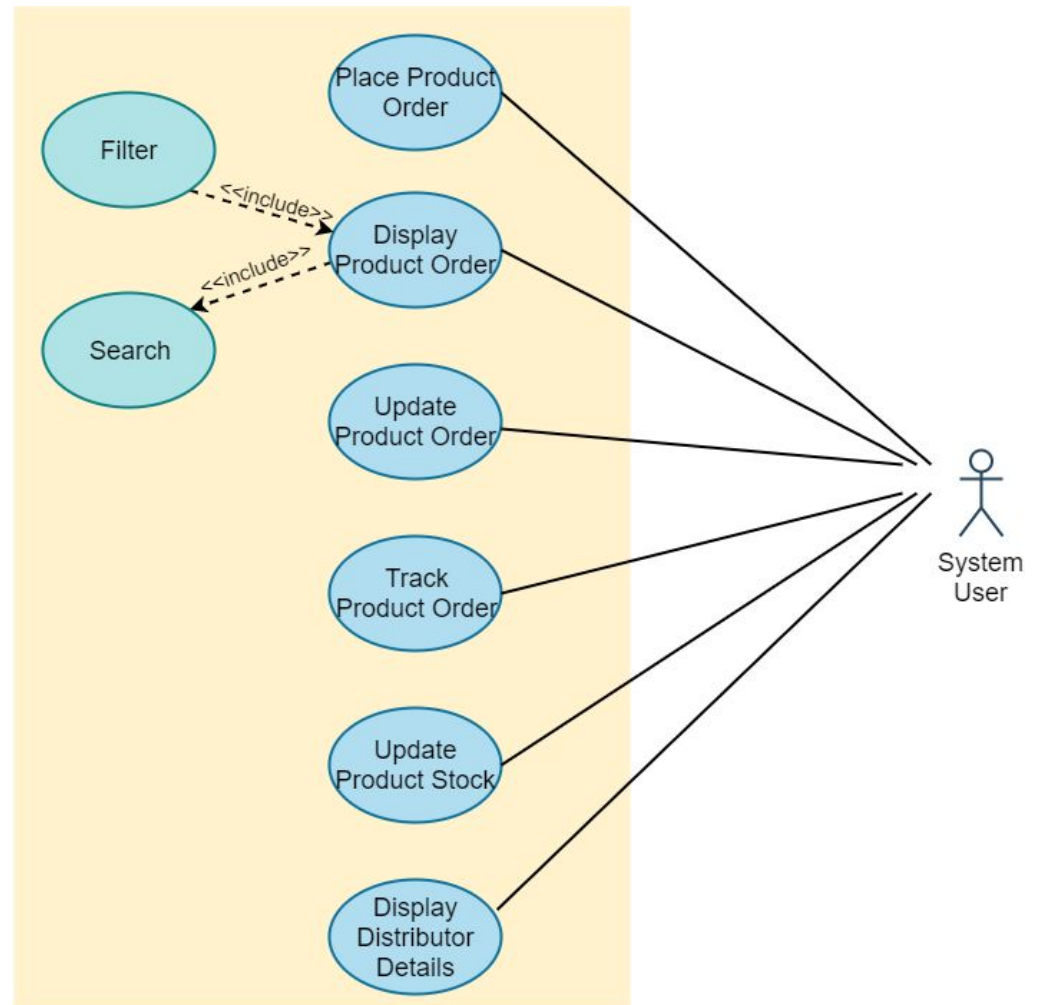 Place Product
Order
Filter
<<include>>
Display
Product Order
<<include>>
Search
Update
Product Order
System
User
Track
Product Order
Update
Product Stock
Display
Distributor
Details